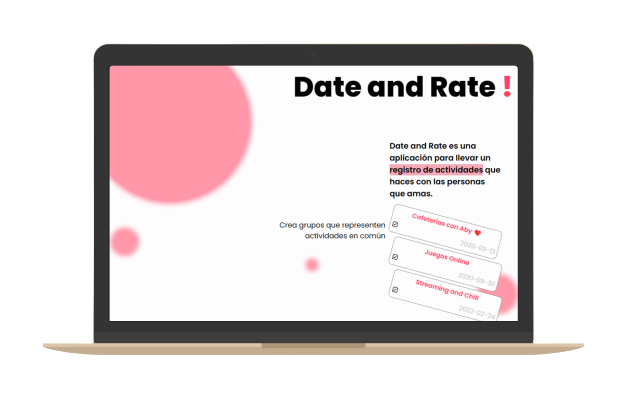 Date and Rate !
Date and Rate es una
aplicación para llevar un
registro de actividades que
haces con las personas
que amas.
Crea grupos que representen
actividades en común
Cafeterías con Aby ❤️
2020-03-15
Juegos Online
2020-09-30
Streaming and Chill
2022-02-24